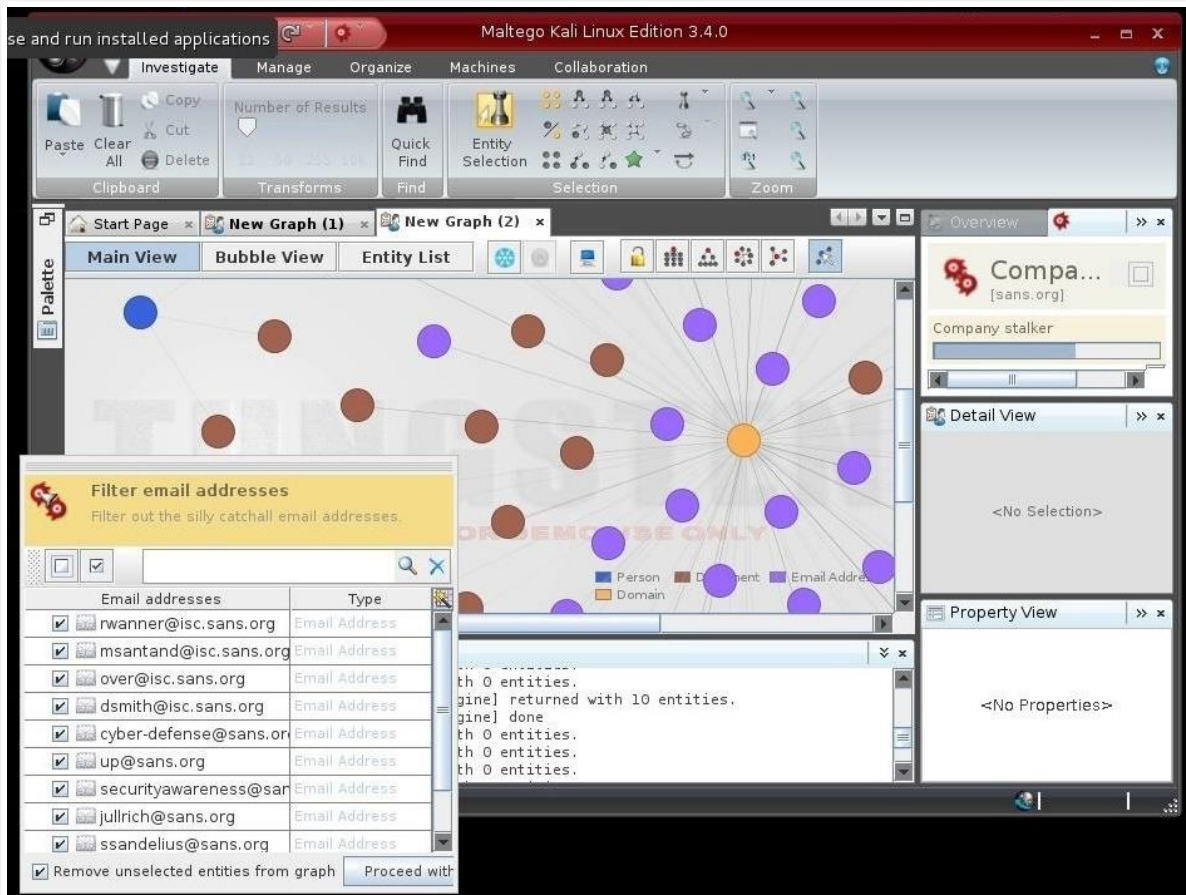 se and run installed applications
Maltego Kali Linux Edition 3.4.0
Investigate Manage Organize Machines Collaboration
Paste
Clear All
Copy
Cut
Delete
Clipboard
Number of Results
Transforms
Quick Find
Find
Entity Selection
Selection
Zoom
Palette
Start Page
New Graph (1)
New Graph (2)
Main View
Bubble View
Entity List
Overview
Compa...
[sans.org]
Company stalker
Detail View
<No Selection>
Property View
<No Properties>
Person
Email Addre
Domain
Filter email addresses
Filter out the silly catchall email addresses.
Email addresses Type
rwanner@isc.sans.org Email Address
msantand@isc.sans.org Email Address
over@isc.sans.org Email Address
dsmith@isc.sans.org Email Address
cyber-defense@sans.or Email Address
up@sans.org Email Address
securityawareness@sar Email Address
jullrich@sans.org Email Address
ssandelius@sans.org Email Address
Remove unselected entities from graph
Proceed with
th 0 entities.
gine] returned with 10 entities.
gine] done
th 0 entities.
th 0 entities.
th 0 entities.